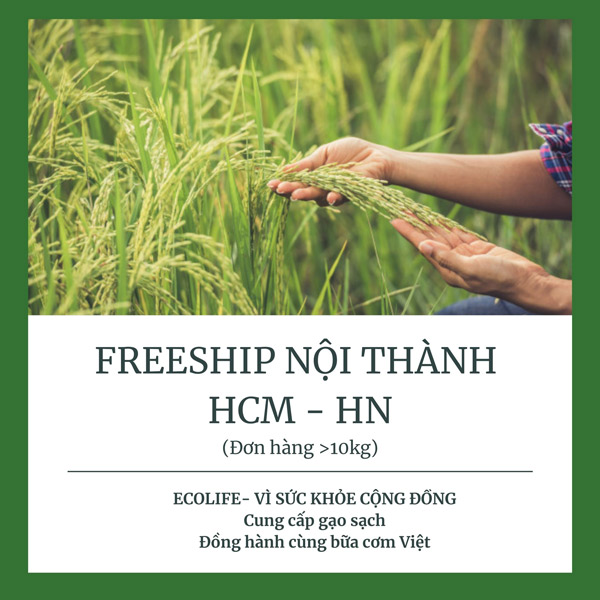 FREESHIP NỘI THÀNH
HCM - HN
(Đơn hàng >10kg)
ECOLIFE- VÌ SỨC KHỎE CỘNG ĐỒNG
Cung cấp gạo sạch
Đồng hành cùng bữa cơm Việt